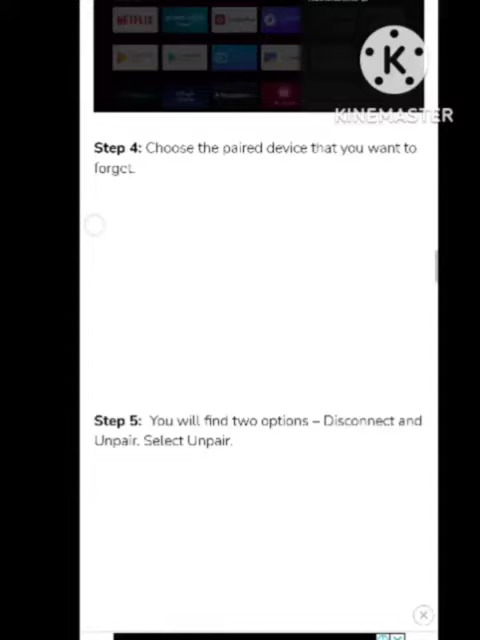 NETFLIX
K
KINEMASTER
Step 4: Choose the paired device that you want to
forget.
Step 5: You will find two options – Disconnect and
Unpair. Select Unpair.